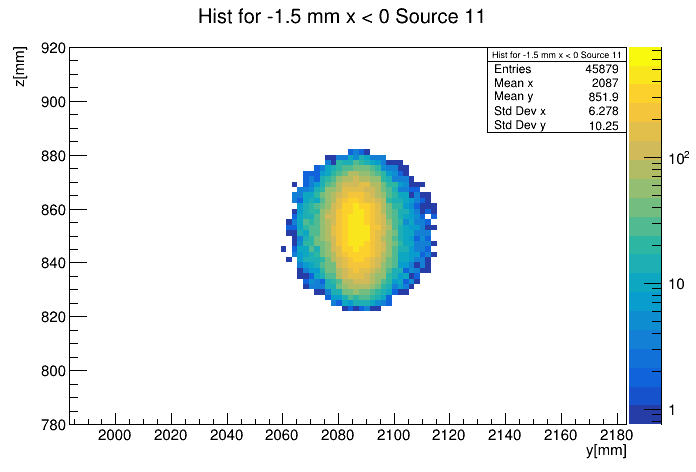 Hist for -1.5 mm x < 0 Source 11
z[mm]
920
900
880
860
840
820
800
780
Hist for -1.5 mm x < 0 Source 11
Entries 45879
Mean x 2087
Mean y 851.9
Std Dev x 6.278
Std Dev y 10.25
10²
10
1
2000 2020 2040 2060 2080 2100 2120 2140 2160 2180
y[mm]